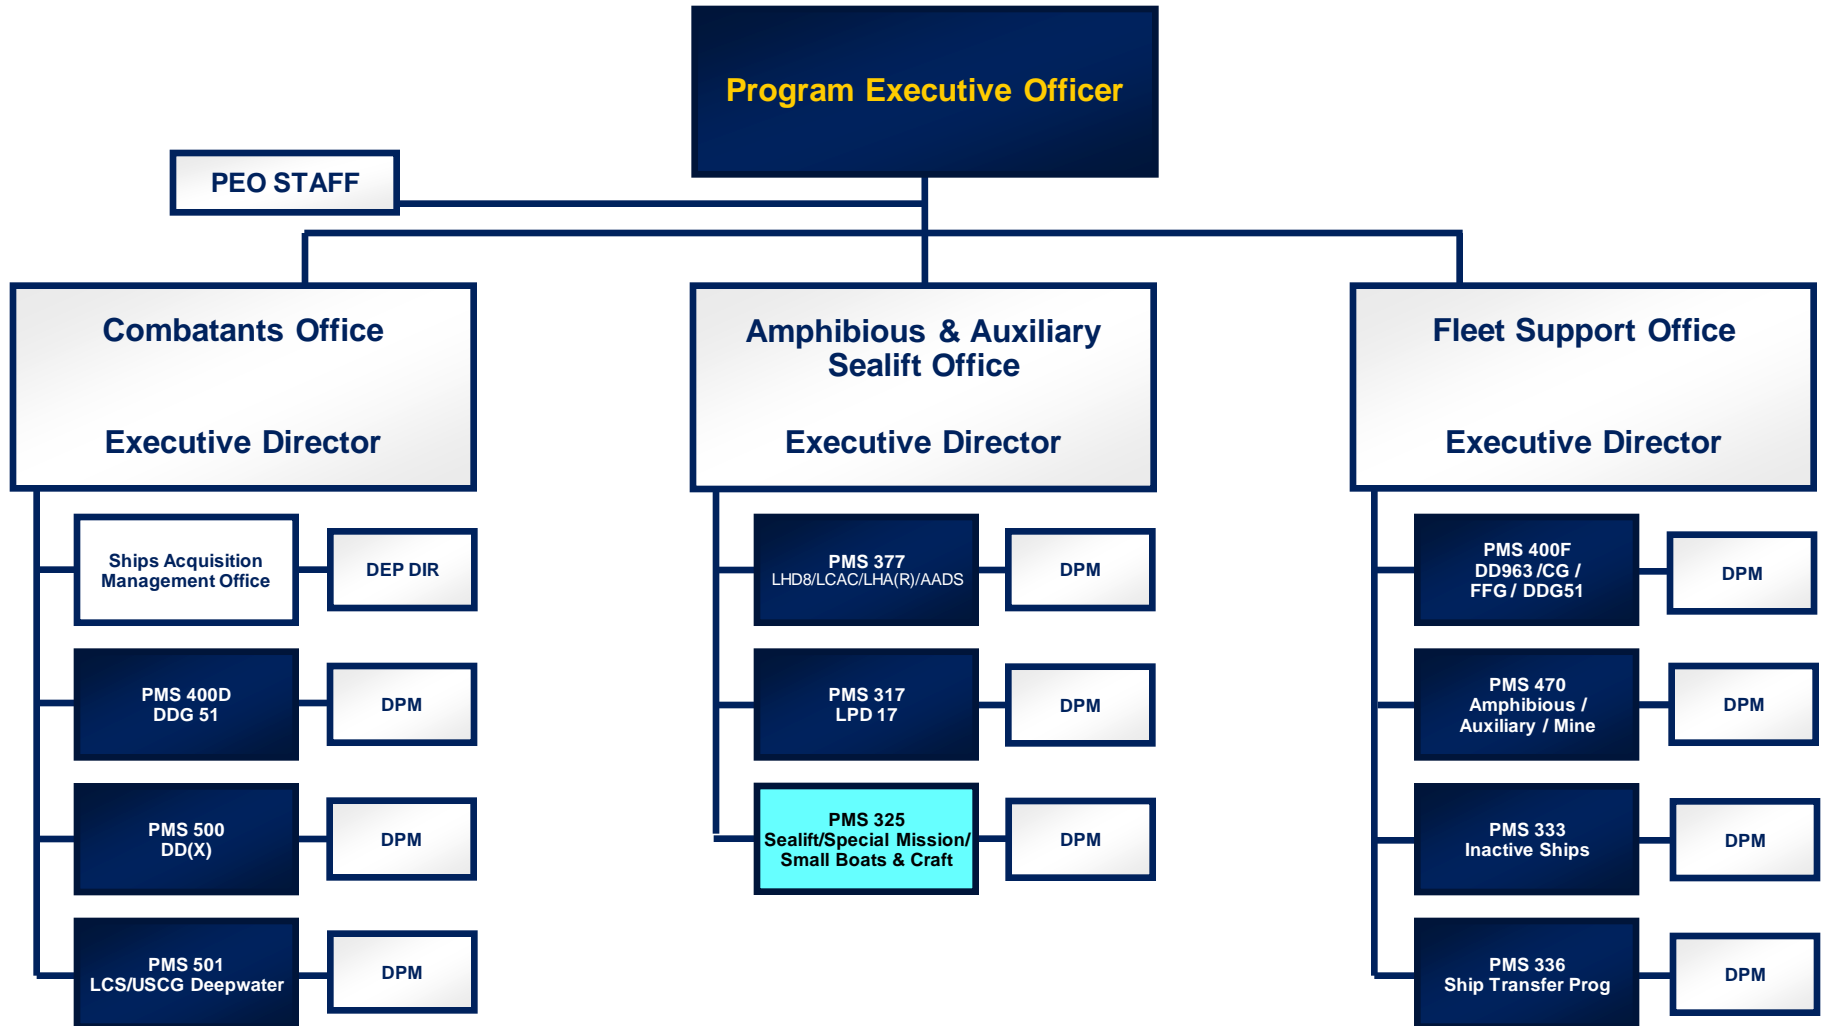 Program Executive Officer
PEO STAFF
Combatants Office
Executive Director
Amphibious & Auxiliary
Sealift Office
Executive Director
Fleet Support Office
Executive Director
Ships Acquisition
Management Office
DEP DIR
PMS 400D
DDG 51
DPM
PMS 500
DD(X)
DPM
PMS 501
LCS/USCG Deepwater
DPM
PMS 377
LHD8/LCAC/LHA(R)/AADS
DPM
PMS 317
LPD 17
DPM
PMS 325
Sealift/Special Mission/
Small Boats & Craft
DPM
PMS 400F
DD963 /CG /
FFG / DDG51
DPM
PMS 470
Amphibious /
Auxiliary / Mine
DPM
PMS 333
Inactive Ships
DPM
PMS 336
Ship Transfer Prog
DPM